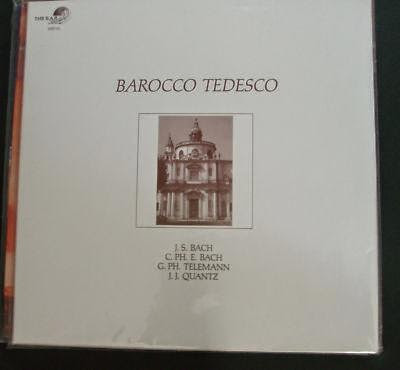 BAROCCO TEDESCO
J. S. BACH
C. PH. E. BACH
G. PH. TELEMANN
J. J. QUANTZ